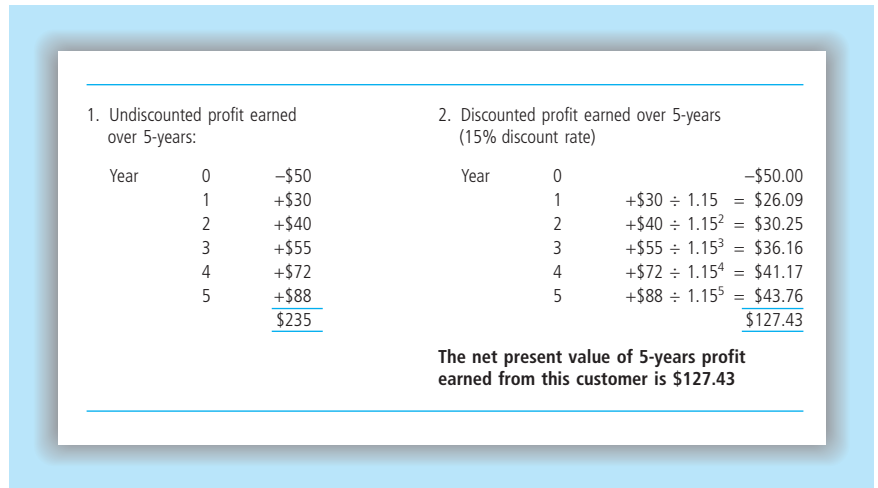 1. Undiscounted profit earned
over 5-years:
Year 0 –$50
1 +$30
2 +$40
3 +$55
4 +$72
5 +$88
$235
2. Discounted profit earned over 5-years
(15% discount rate)
Year 0 –$50.00
1 +$30 ÷ 1.15 = $26.09
2 +$40 ÷ 1.15² = $30.25
3 +$55 ÷ 1.15³ = $36.16
4 +$72 ÷ 1.15⁴ = $41.17
5 +$88 ÷ 1.15⁵ = $43.76
$127.43
The net present value of 5-years profit
earned from this customer is $127.43